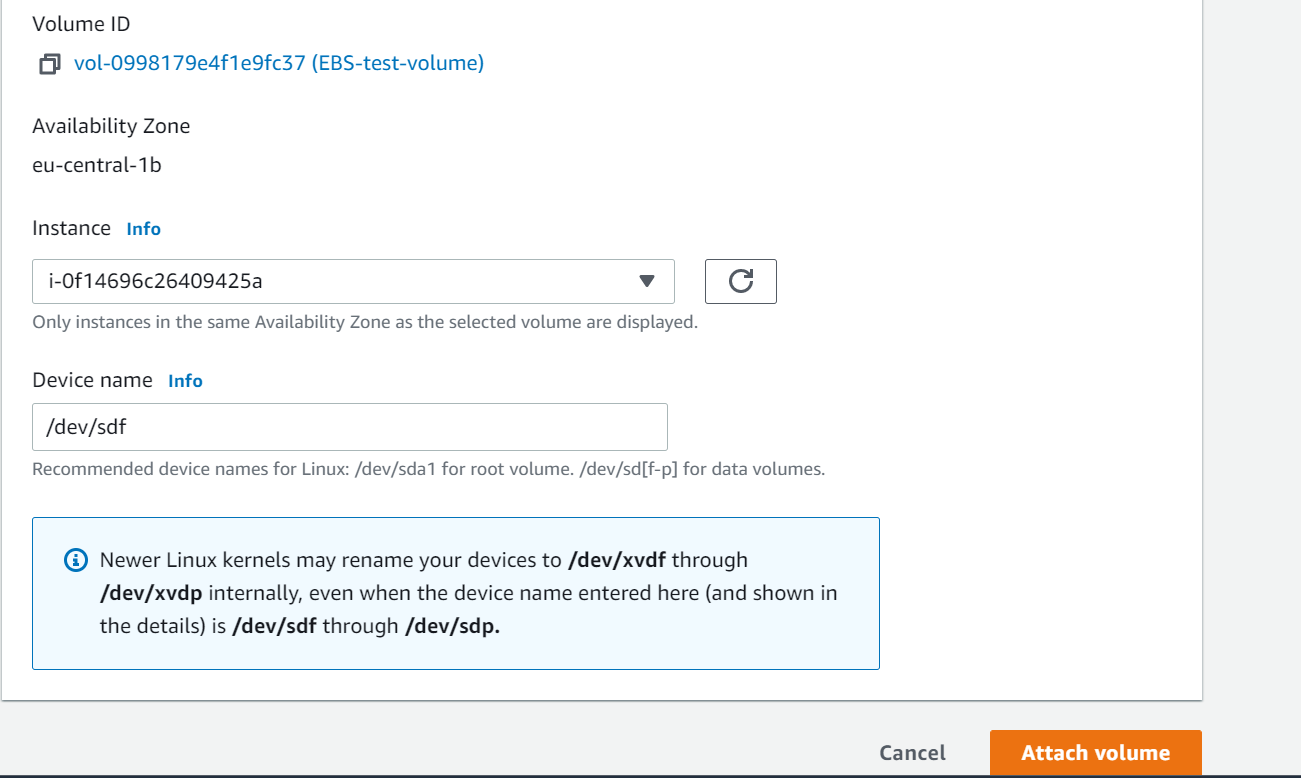 Volume ID
vol-0998179e4f1e9fc37 (EBS-test-volume)
Availability Zone
eu-central-1b
Instance Info
i-0f14696c26409425a
Only instances in the same Availability Zone as the selected volume are displayed.
Device name Info
/dev/sdf
Recommended device names for Linux: /dev/sda1 for root volume. /dev/sd[f-p] for data volumes.
Newer Linux kernels may rename your devices to /dev/xvdf through
/dev/xvdp internally, even when the device name entered here (and shown in
the details) is /dev/sdf through /dev/sdp.
Cancel Attach volume